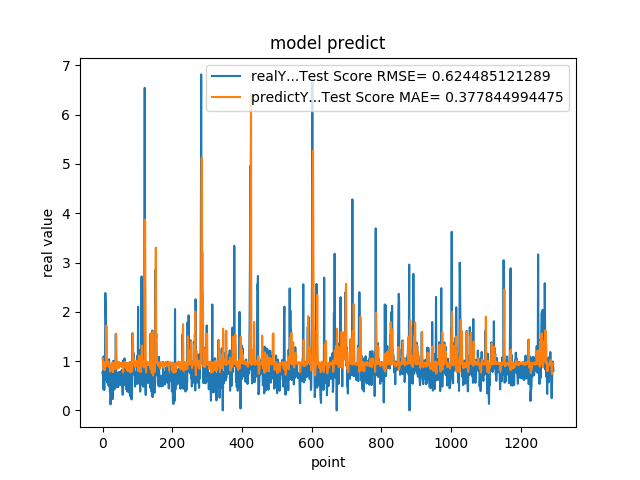 model predict
realY...Test Score RMSE= 0.624485121289
predictY...Test Score MAE= 0.377844994475
real value
7
6
5
4
3
2
1
0
0 200 400 600 800 1000 1200
point